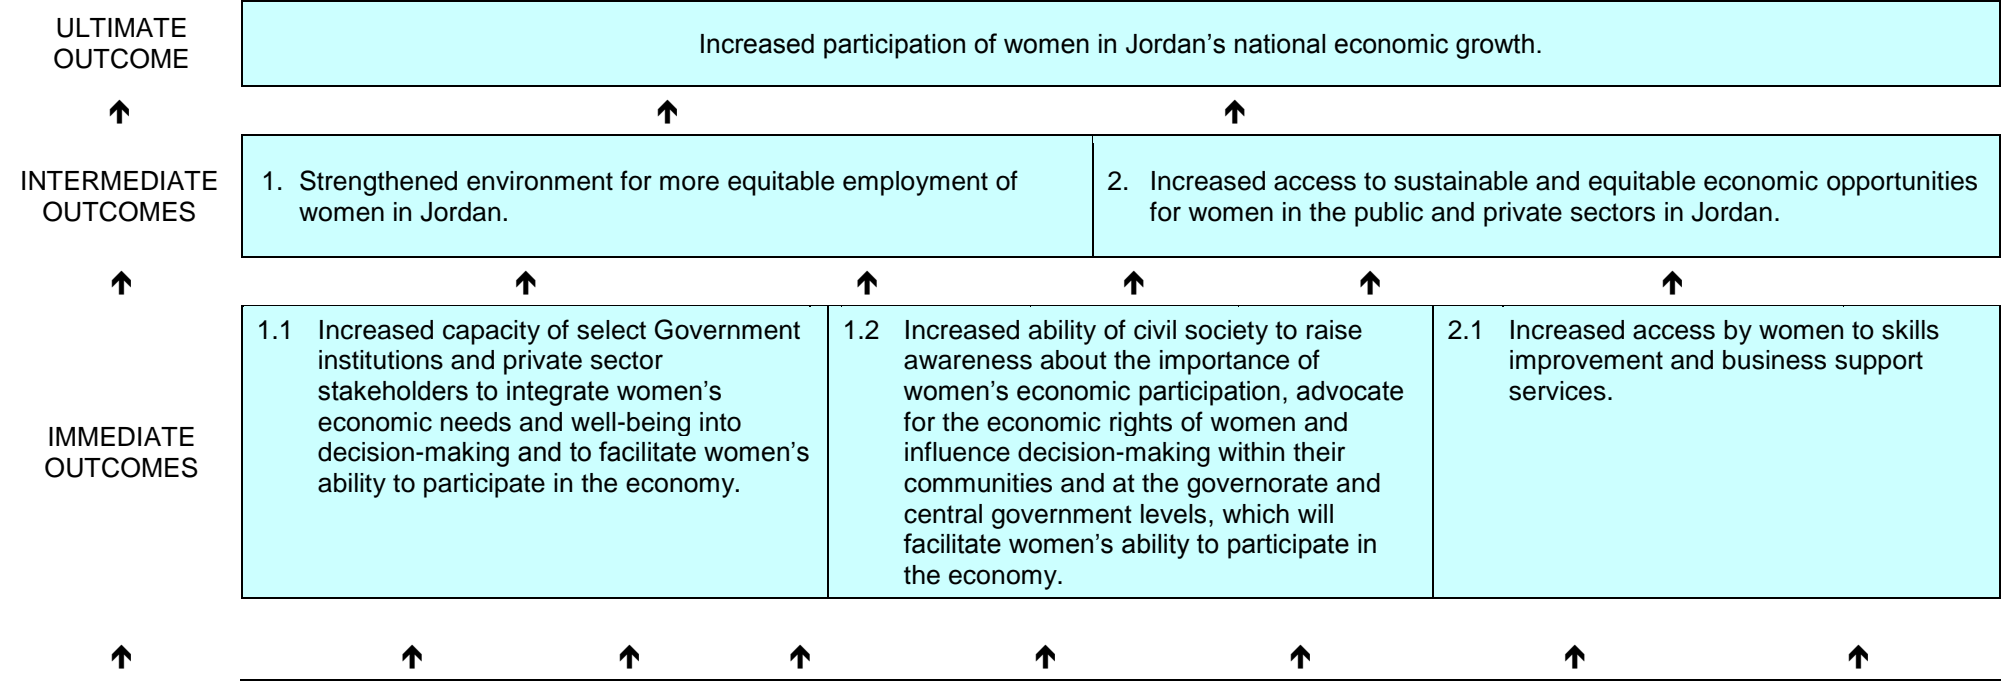 ULTIMATE
OUTCOME
Increased participation of women in Jordan’s national economic growth.
INTERMEDIATE
OUTCOMES
1. Strengthened environment for more equitable employment of
women in Jordan.
2. Increased access to sustainable and equitable economic opportunities
for women in the public and private sectors in Jordan.
IMMEDIATE
OUTCOMES
1.1 Increased capacity of select Government
institutions and private sector
stakeholders to integrate women’s
economic needs and well-being into
decision-making and to facilitate women’s
ability to participate in the economy.
1.2 Increased ability of civil society to raise
awareness about the importance of
women’s economic participation, advocate
for the economic rights of women and
influence decision-making within their
communities and at the governorate and
central government levels, which will
facilitate women’s ability to participate in
the economy.
2.1 Increased access by women to skills
improvement and business support
services.